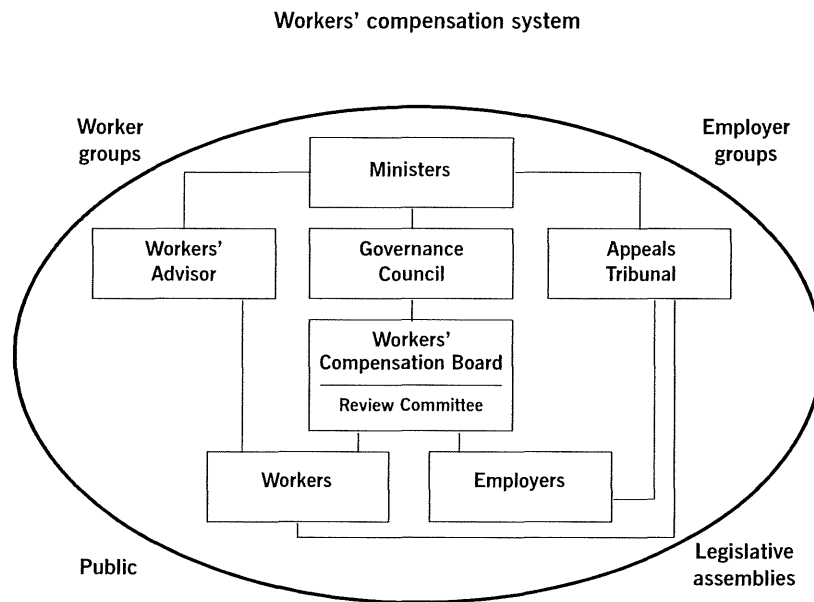 Workers' compensation system
Worker
groups
Employer
groups
Ministers
Workers'
Advisor
Governance
Council
Appeals
Tribunal
Workers'
Compensation Board
Review Committee
Workers
Employers
Public
Legislative
assemblies